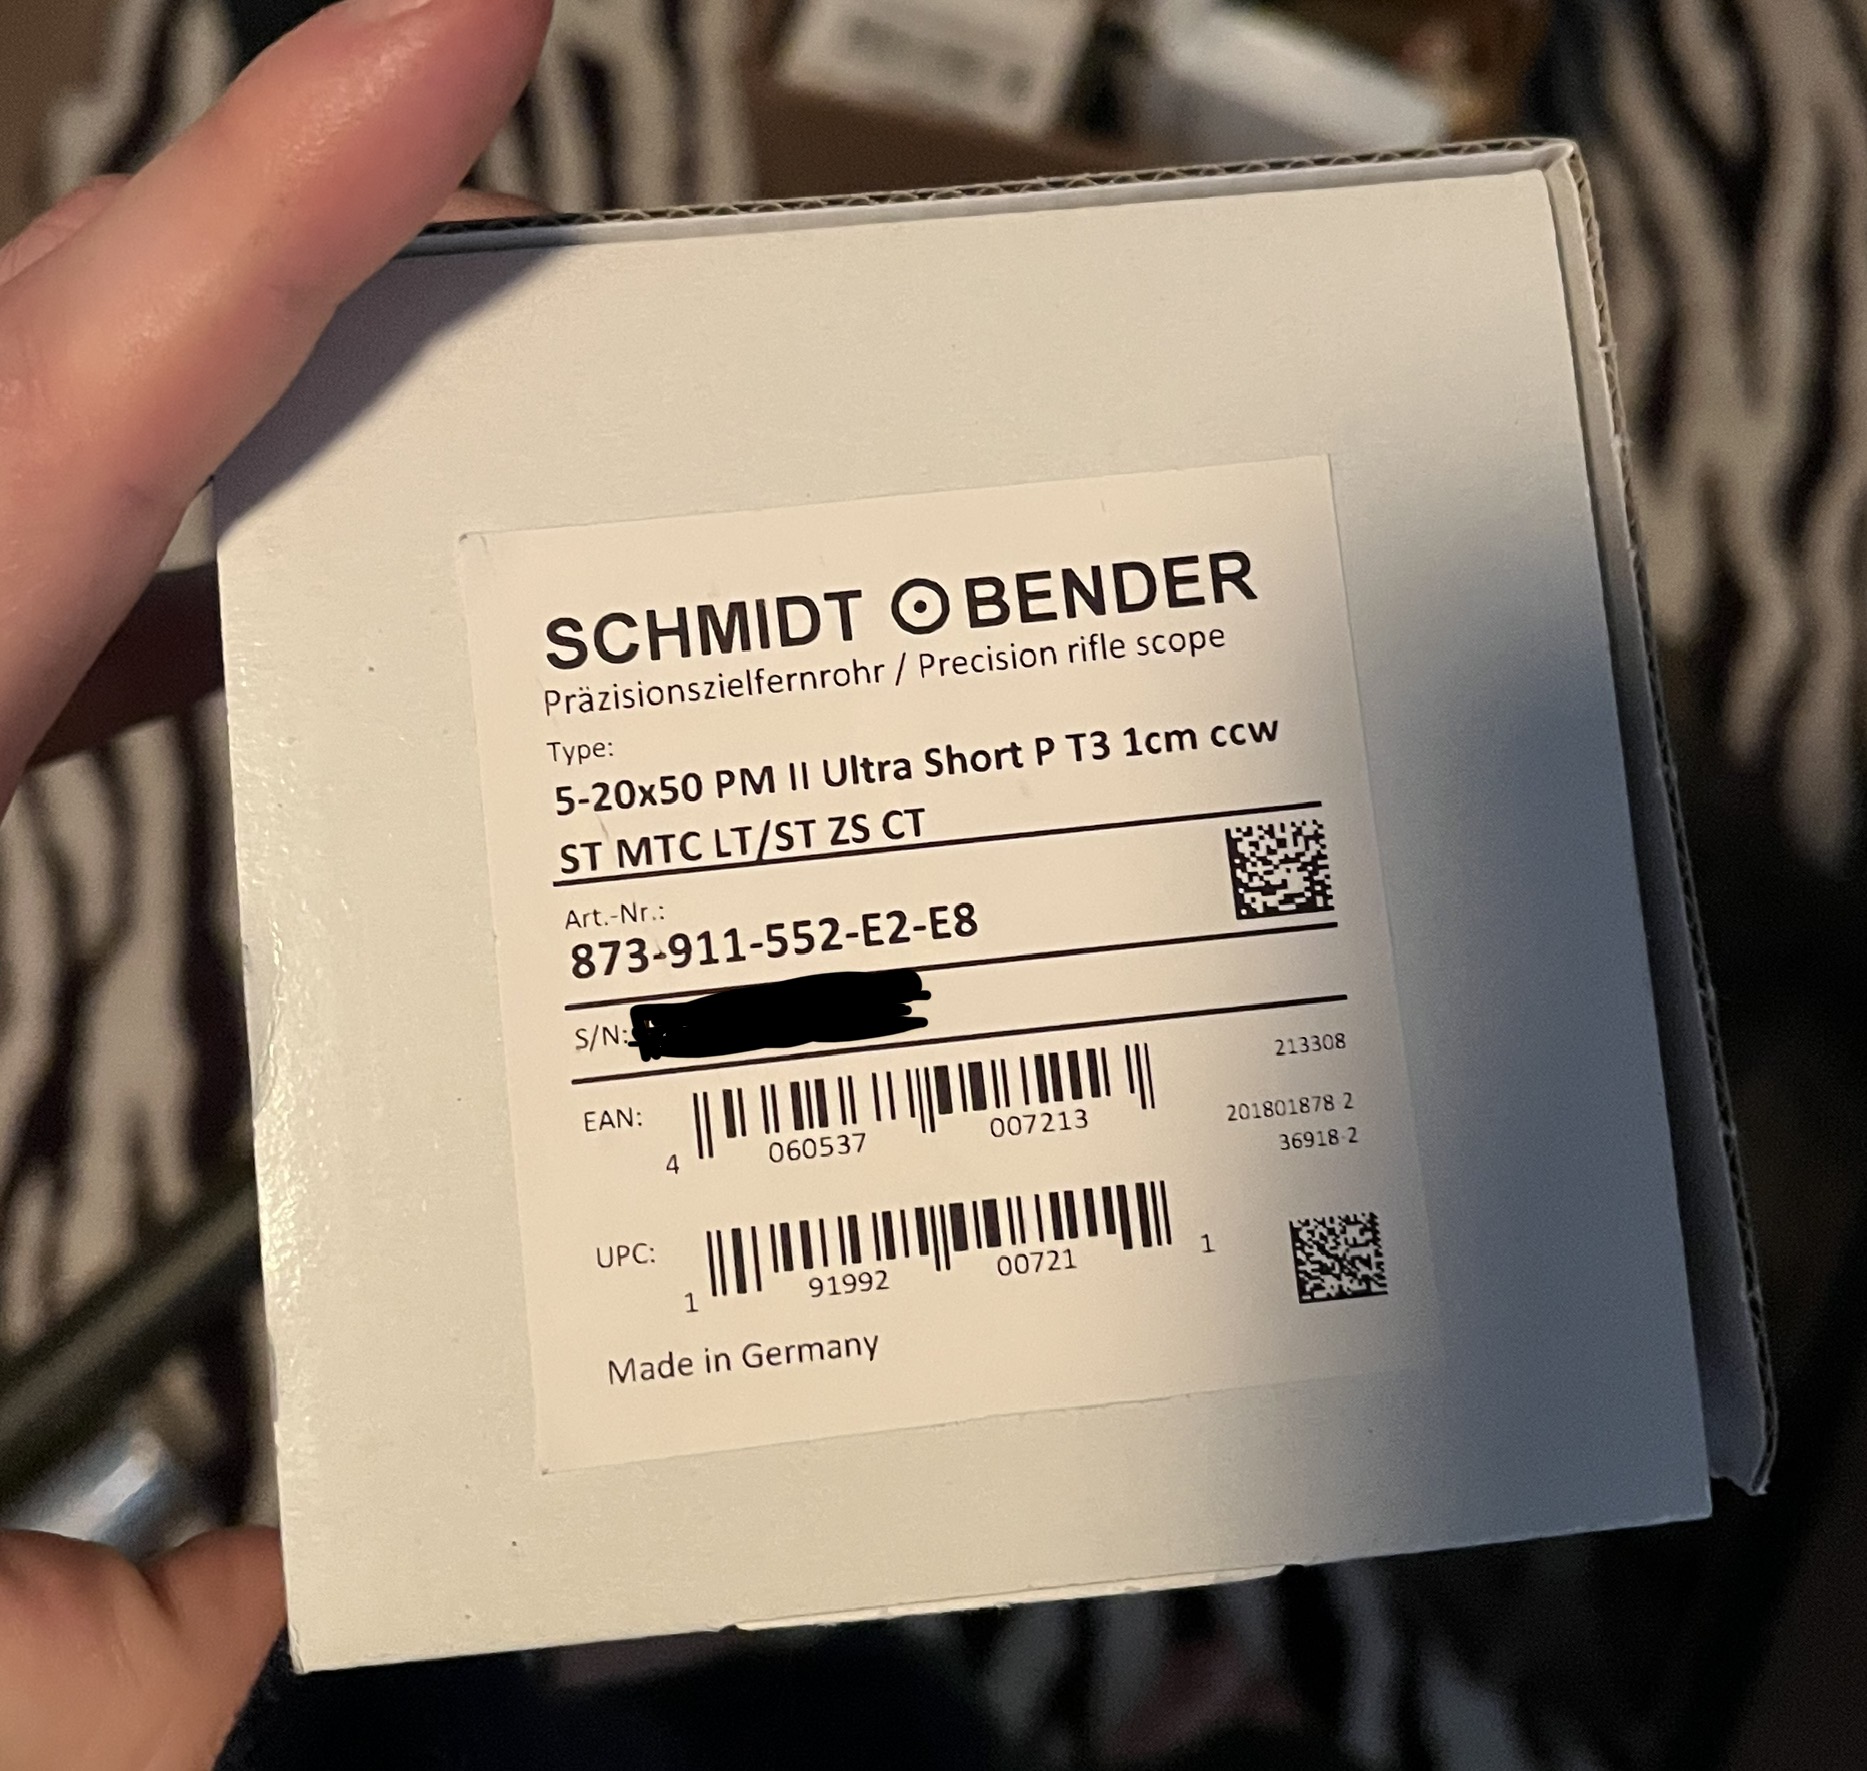 SCHMIDT BENDER
Präzisionszielfernrohr / Precision rifle scope
Type:
5-20x50 PM II Ultra Short P T3 1cm ccw
ST MTC LT/ST ZS CT
Art.-Nr.:
873-911-552-E2-E8
S/N:
213308
EAN:
4 060537 007213
201801878-2
36918-2
UPC:
1 91992 00721 1
Made in Germany